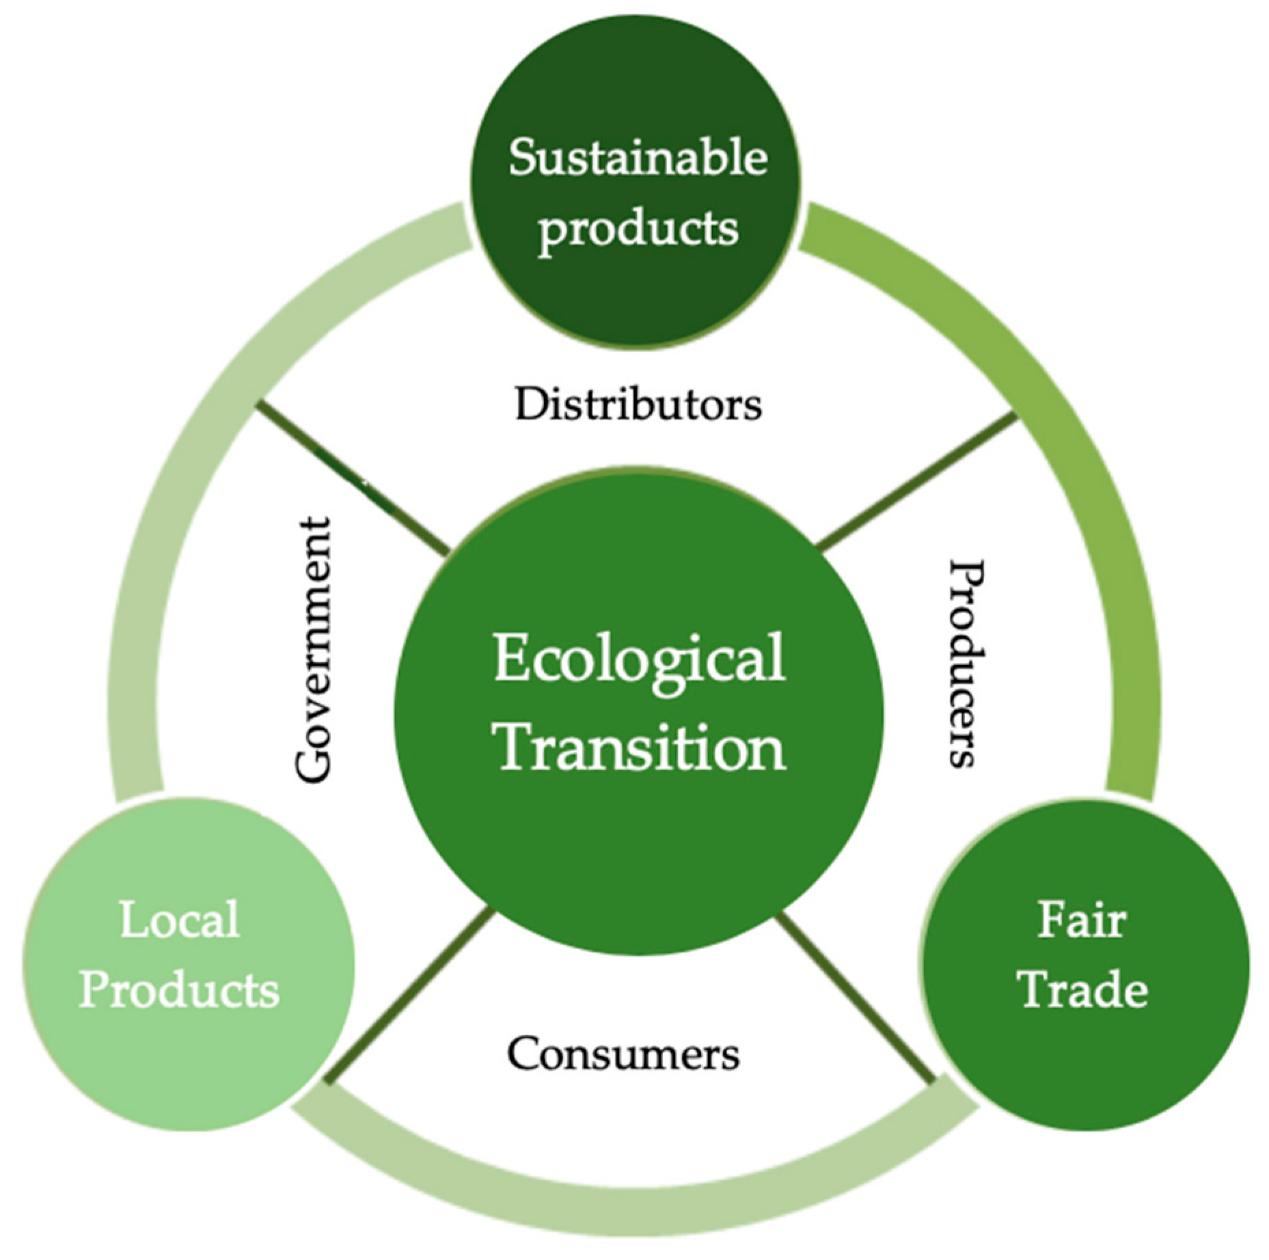 Sustainable
products
Distributors
Government
Ecological
Transition
Producers
Local
Products
Fair
Trade
Consumers